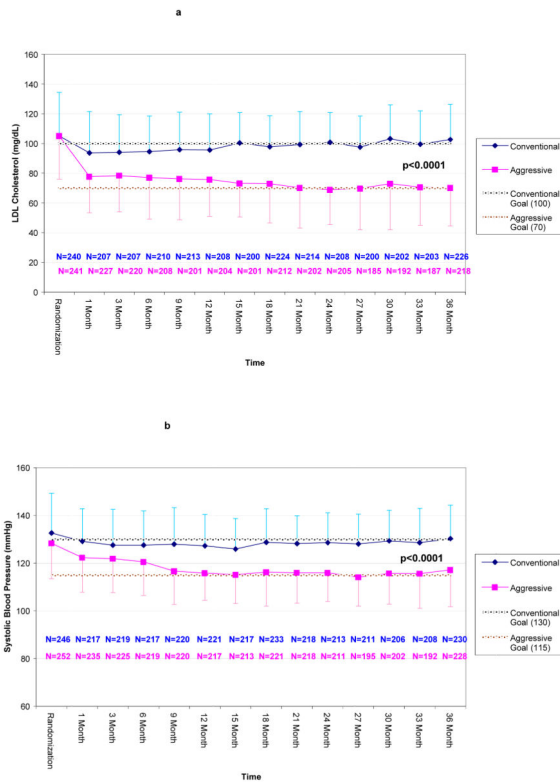 a
160
140
120
100
80
60
40
20
0
LDL Cholesterol (mg/dL)
p<0.0001
N=240 N=207 N=207 N=210 N=213 N=208 N=200 N=224 N=214 N=208 N=200 N=202 N=203 N=226
N=241 N=227 N=220 N=208 N=201 N=204 N=201 N=212 N=202 N=205 N=185 N=192 N=187 N=218
Randomization
1 Month
3 Month
6 Month
9 Month
12 Month
15 Month
18 Month
21 Month
24 Month
27 Month
30 Month
33 Month
36 Month
Time
Conventional
Aggressive
Conventional
Goal (100)
Aggressive
Goal (70)
b
160
140
120
100
80
60
Systolic Blood Pressure (mmHg)
p<0.0001
N=246 N=217 N=219 N=217 N=220 N=221 N=217 N=233 N=218 N=213 N=211 N=206 N=208 N=230
N=252 N=235 N=225 N=219 N=220 N=217 N=213 N=221 N=218 N=211 N=195 N=202 N=192 N=228
Randomization
1 Month
3 Month
6 Month
9 Month
12 Month
15 Month
18 Month
21 Month
24 Month
27 Month
30 Month
33 Month
36 Month
Time
Conventional
Aggressive
Conventional
Goal (130)
Aggressive
Goal (115)